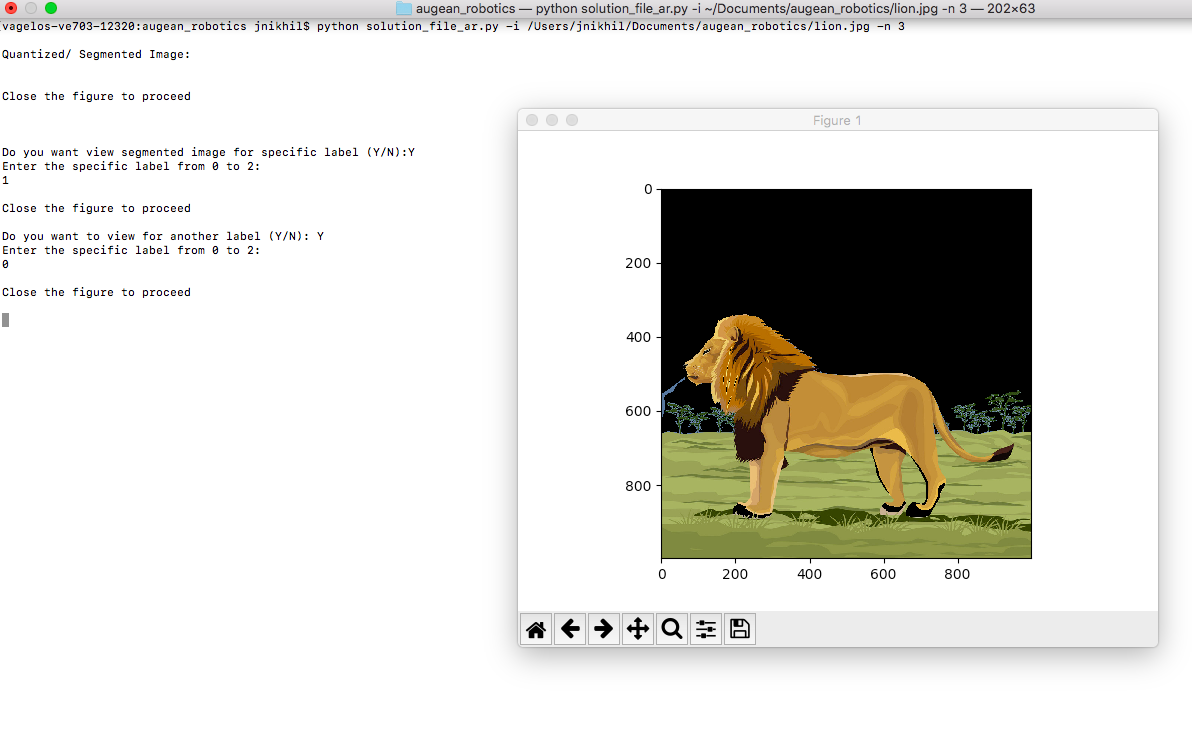 augean_robotics — python solution_file_ar.py -i ~/Documents/augean_robotics/lion.jpg -n 3 — 202×63
vagelos-ve703-12320:augean_robotics jnikhil$ python solution_file_ar.py -i /Users/jnikhil/Documents/augean_robotics/lion.jpg -n 3
Quantized/ Segmented Image:
Close the figure to proceed
Do you want view segmented image for specific label (Y/N):Y
Enter the specific label from 0 to 2:
1
Close the figure to proceed
Do you want to view for another label (Y/N): Y
Enter the specific label from 0 to 2:
0
Close the figure to proceed
Figure 1
0
200
400
600
800
0 200 400 600 800